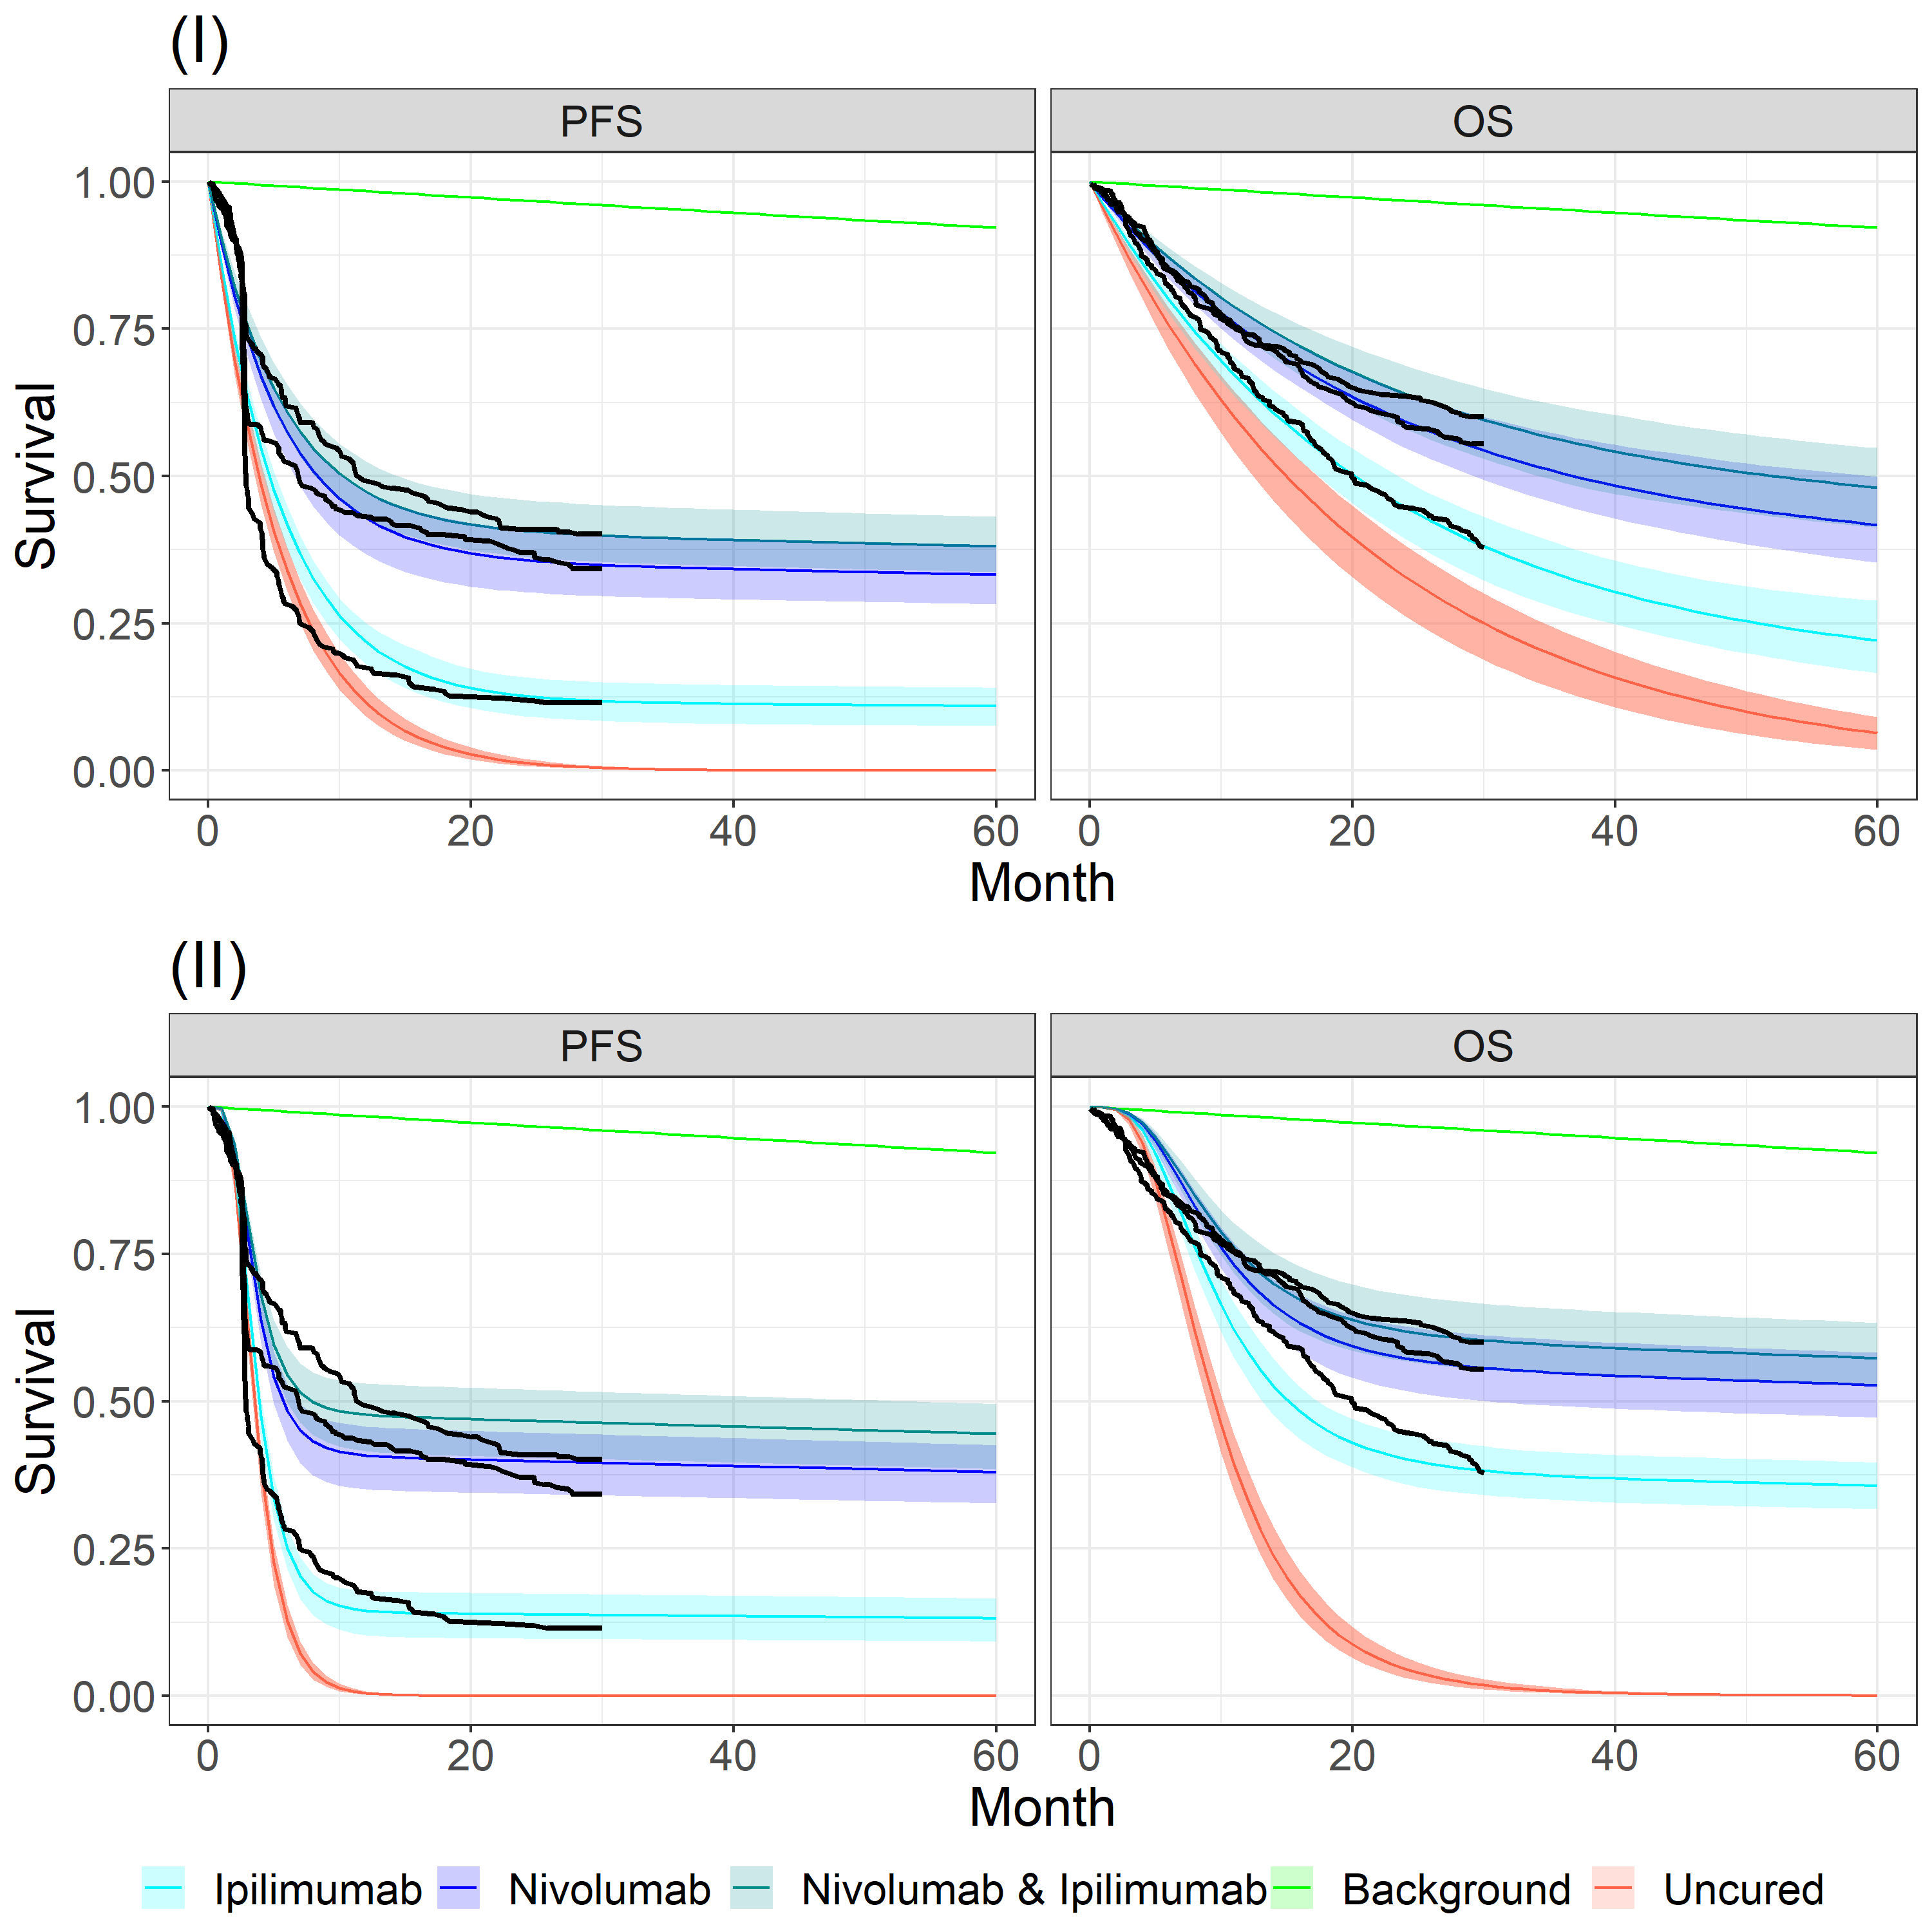 (I)
PFS OS
Survival
1.00
0.75
0.50
0.25
0.00
0 20 40 60 0 20 40 60
Month
(II)
PFS OS
Survival
1.00
0.75
0.50
0.25
0.00
0 20 40 60 0 20 40 60
Month
Ipilimumab Nivolumab Nivolumab & Ipilimumab Background Uncured